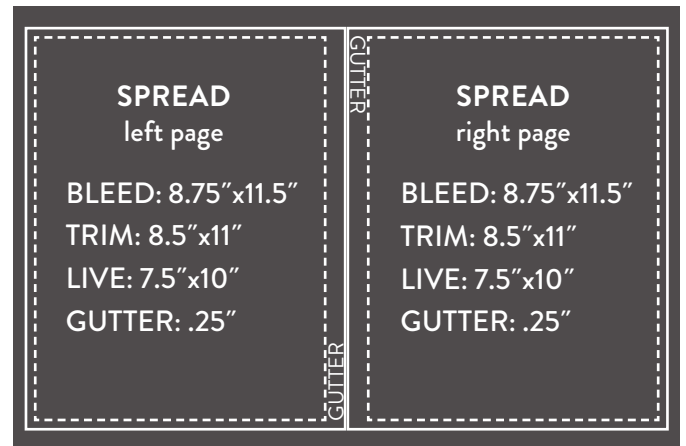 SPREAD
left page
BLEED: 8.75″x11.5″
TRIM: 8.5″x11″
LIVE: 7.5″x10″
GUTTER: .25″
GUTTER
GUTTER
SPREAD
right page
BLEED: 8.75″x11.5″
TRIM: 8.5″x11″
LIVE: 7.5″x10″
GUTTER: .25″